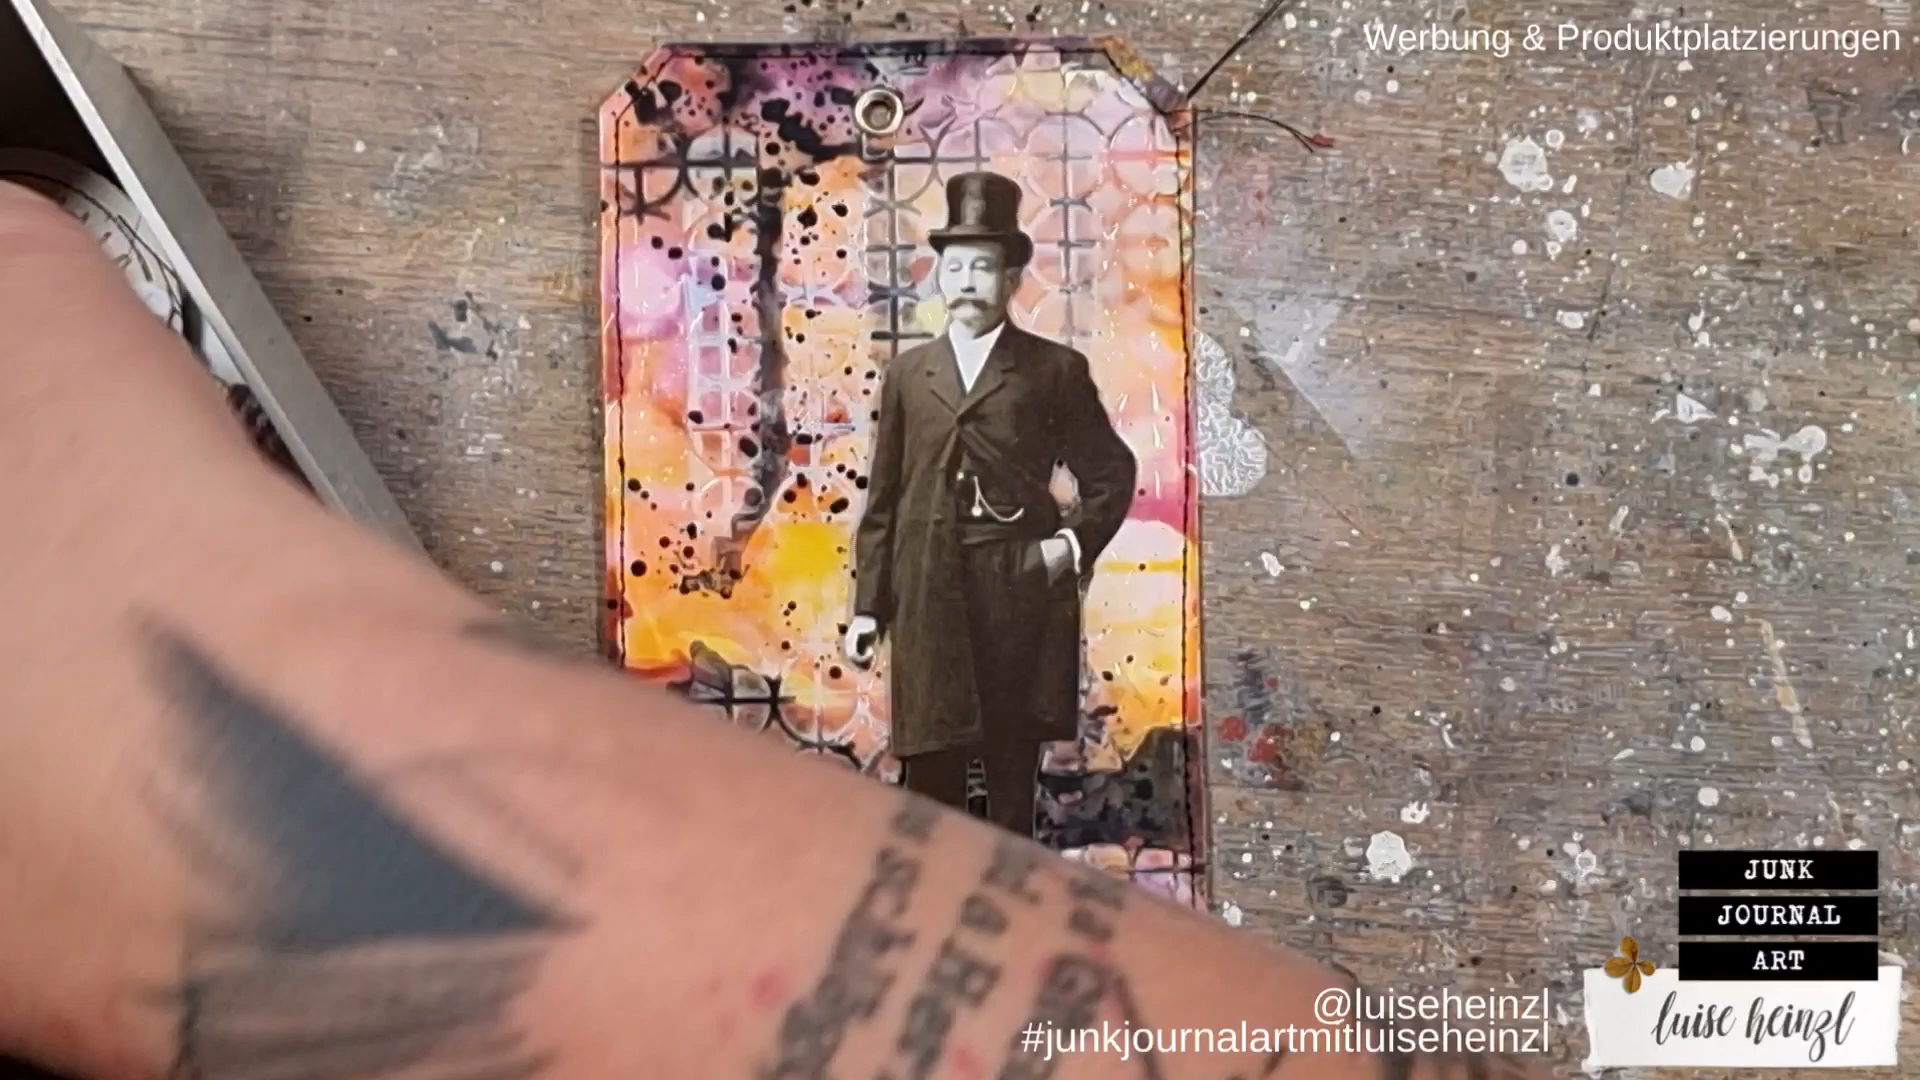 Werbung & Produktplatzierungen
JUNK
JOURNAL
ART
luise heinzl
@luiseheinzl
#junkjournalartmitluiseheinzl